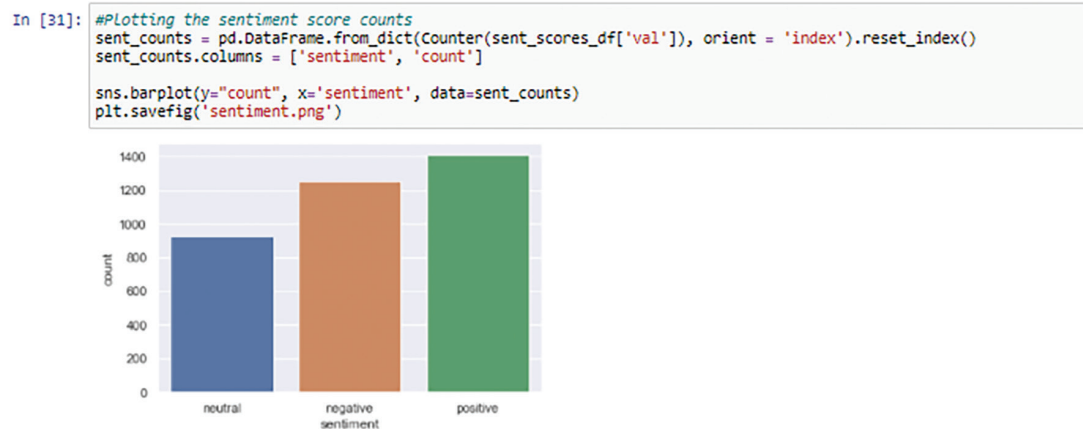 In [31]: #Plotting the sentiment score counts
sent_counts = pd.DataFrame.from_dict(Counter(sent_scores_df['val']), orient = 'index').reset_index()
sent_counts.columns = ['sentiment', 'count']
sns.barplot(y="count", x='sentiment', data=sent_counts)
plt.savefig('sentiment.png')
1400
1200
1000
800
600
400
200
0
count
neutral negative positive
sentiment